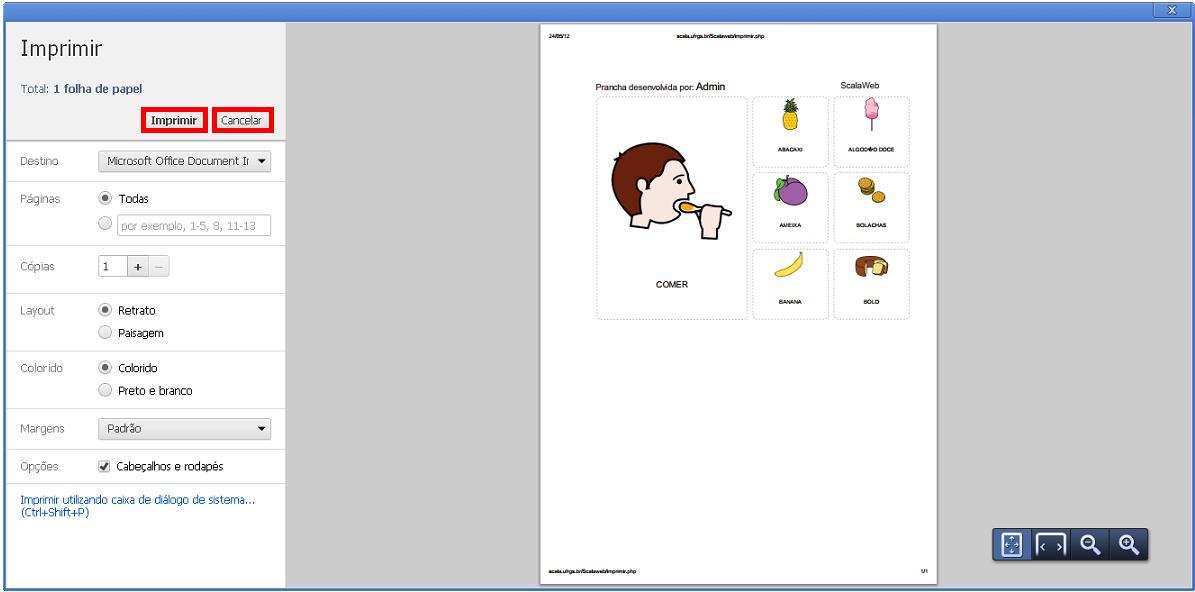 Imprimir
Total: 1 folha de papel
Imprimir Cancelar
Destino Microsoft Office Document Ir
Páginas Todas
por exemplo, 1-5, 8, 11-13
Cópias 1 + −
Layout Retrato
Paisagem
Colorido Colorido
Preto e branco
Margens Padrão
Opções Cabeçalhos e rodapés
Imprimir utilizando caixa de diálogo de sistema...
(Ctrl+Shift+P)
24/05/12 scala.ufrgs.br/Scalaweb/imprimir.php
Prancha desenvolvida por: Admin ScalaWeb
ABACAXI ALGOD�O DOCE
AMEIXA BOLACHAS
COMER
BANANA BOLO
scala.ufrgs.br/Scalaweb/imprimir.php 1/1